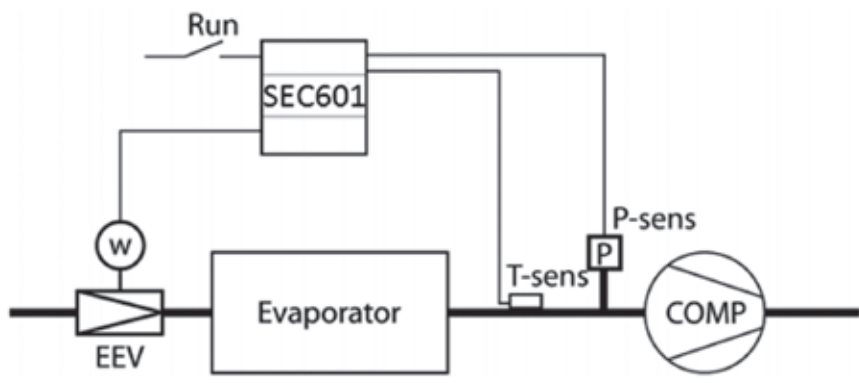 Run
SEC601
P-sens
w
P
T-sens
Evaporator
COMP
EEV